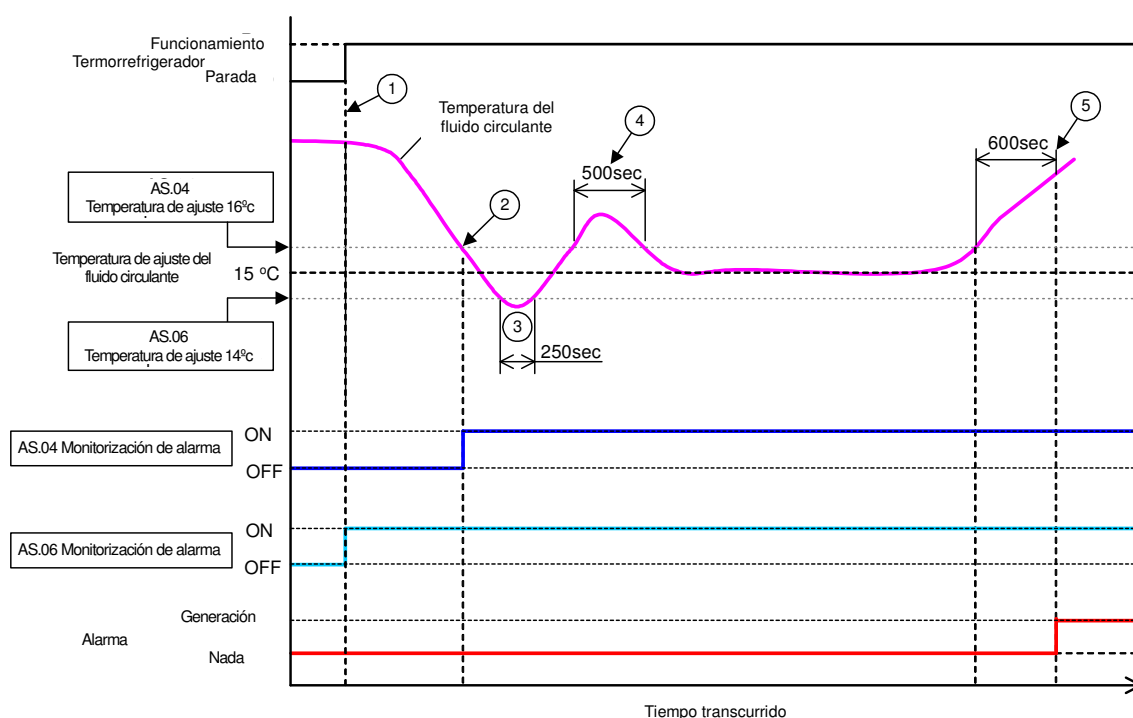 Funcionamiento
Termorrefrigerador
Parada
1
Temperatura del
fluido circulante
4
5
500sec
600sec
AS.04
Temperatura de ajuste 16ºc
2
Temperatura de ajuste del
fluido circulante
15 ºC
AS.06
Temperatura de ajuste 14ºc
3
250sec
AS.04 Monitorización de alarma
ON
OFF
AS.06 Monitorización de alarma
ON
OFF
Generación
Alarma
Nada
Tiempo transcurrido